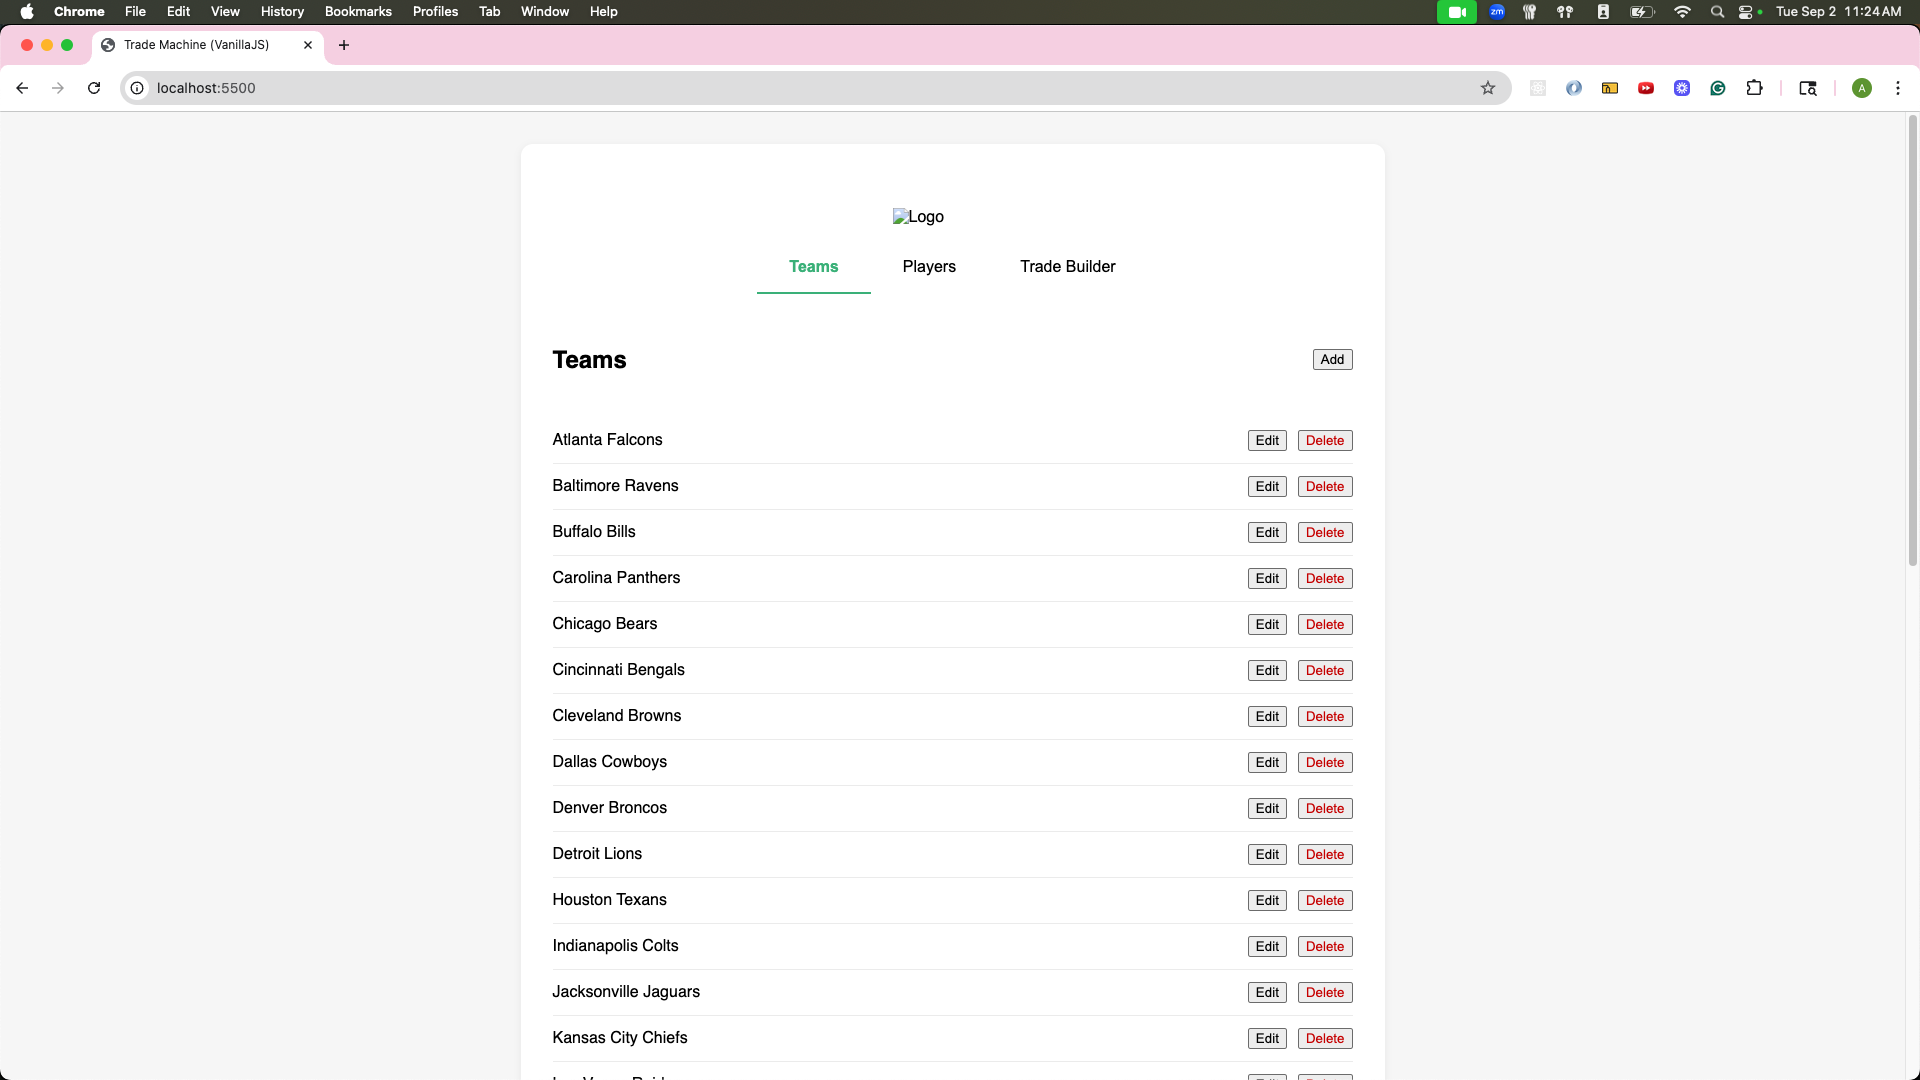 Chrome File Edit View History Bookmarks Profiles Tab Window Help zm Tue Sep 2 11:24 AM
Trade Machine (VanillaJS)
localhost:5500 A
Logo
Teams Players Trade Builder
Teams Add
Atlanta Falcons Edit Delete
Baltimore Ravens Edit Delete
Buffalo Bills Edit Delete
Carolina Panthers Edit Delete
Chicago Bears Edit Delete
Cincinnati Bengals Edit Delete
Cleveland Browns Edit Delete
Dallas Cowboys Edit Delete
Denver Broncos Edit Delete
Detroit Lions Edit Delete
Houston Texans Edit Delete
Indianapolis Colts Edit Delete
Jacksonville Jaguars Edit Delete
Kansas City Chiefs Edit Delete